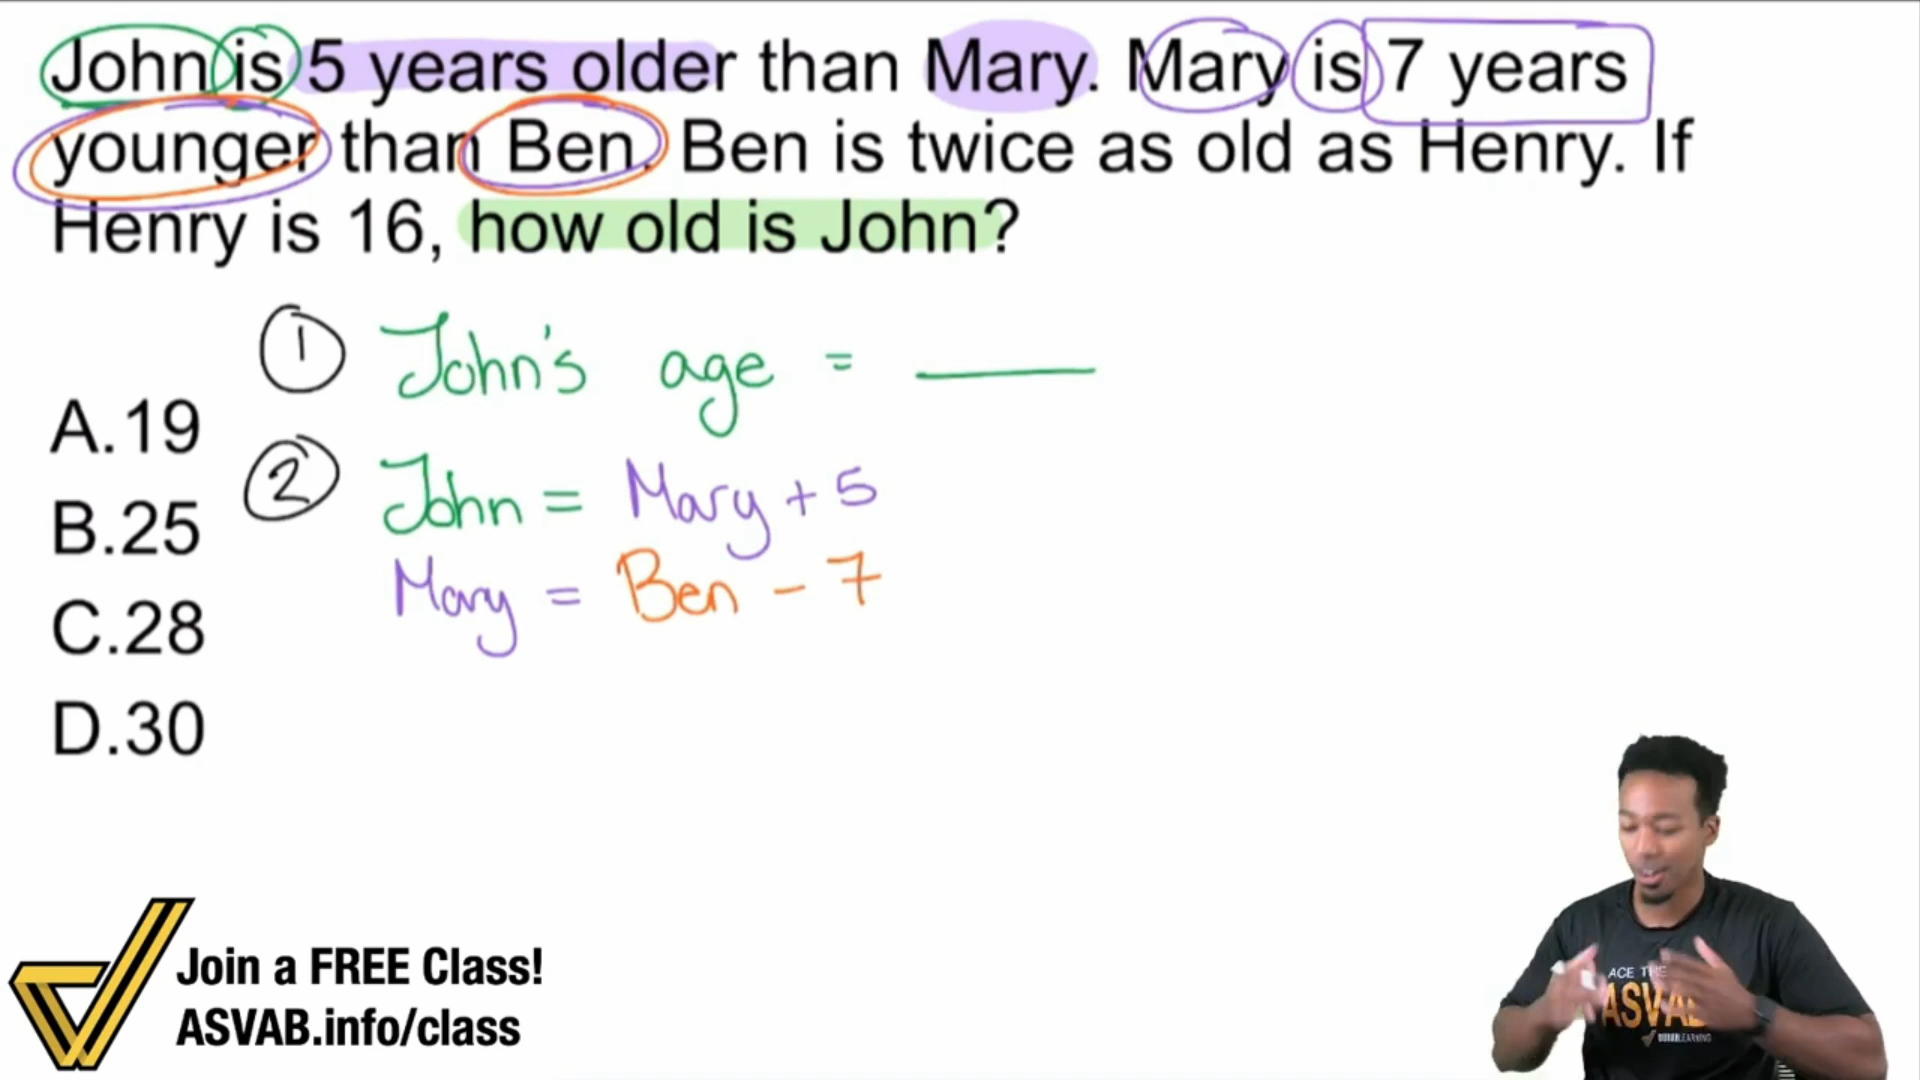 John is 5 years older than Mary. Mary is 7 years
younger than Ben. Ben is twice as old as Henry. If
Henry is 16, how old is John?
1 John's age = ____
A.19
2 John = Mary + 5
B.25
Mary = Ben - 7
C.28
D.30
Join a FREE Class!
ASVAB.info/class
ACE THE
ASVAB